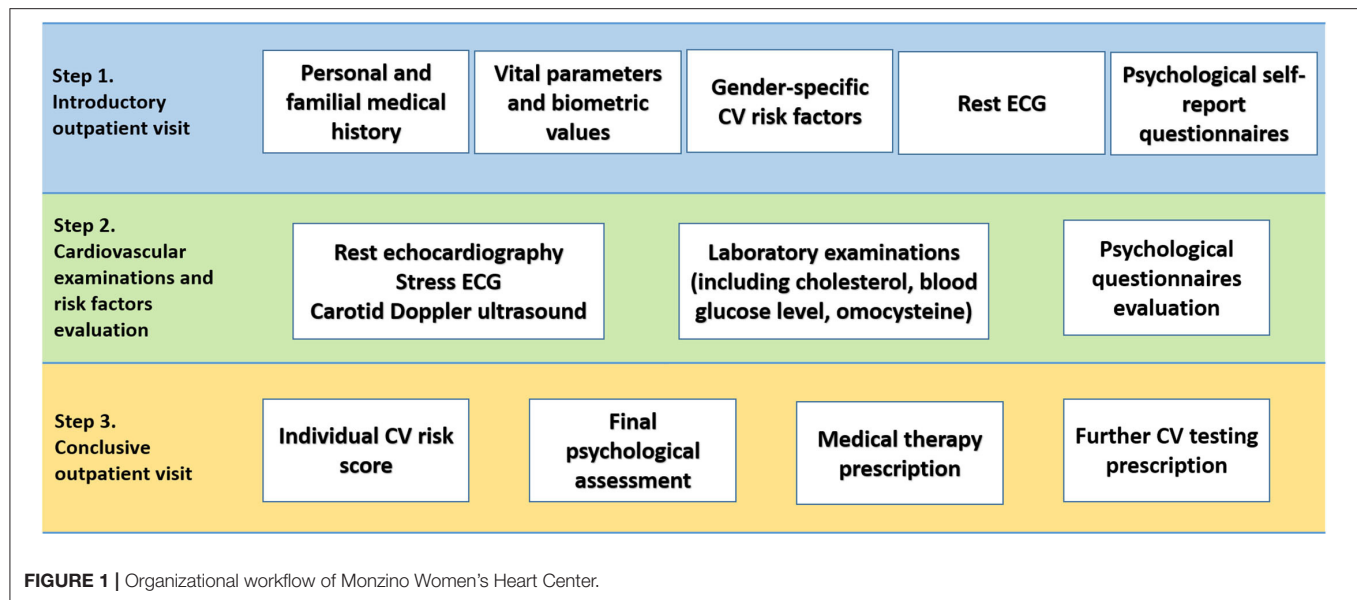 Step 1.
Introductory
outpatient visit
Personal and
familial medical
history
Vital parameters
and biometric
values
Gender-specific
CV risk factors
Rest ECG
Psychological self-
report
questionnaires
Step 2.
Cardiovascular
examinations and
risk factors
evaluation
Rest echocardiography
Stress ECG
Carotid Doppler ultrasound
Laboratory examinations
(including cholesterol, blood
glucose level, omocysteine)
Psychological
questionnaires
evaluation
Step 3.
Conclusive
outpatient visit
Individual CV risk
score
Final
psychological
assessment
Medical therapy
prescription
Further CV testing
prescription
FIGURE 1 | Organizational workflow of Monzino Women's Heart Center.